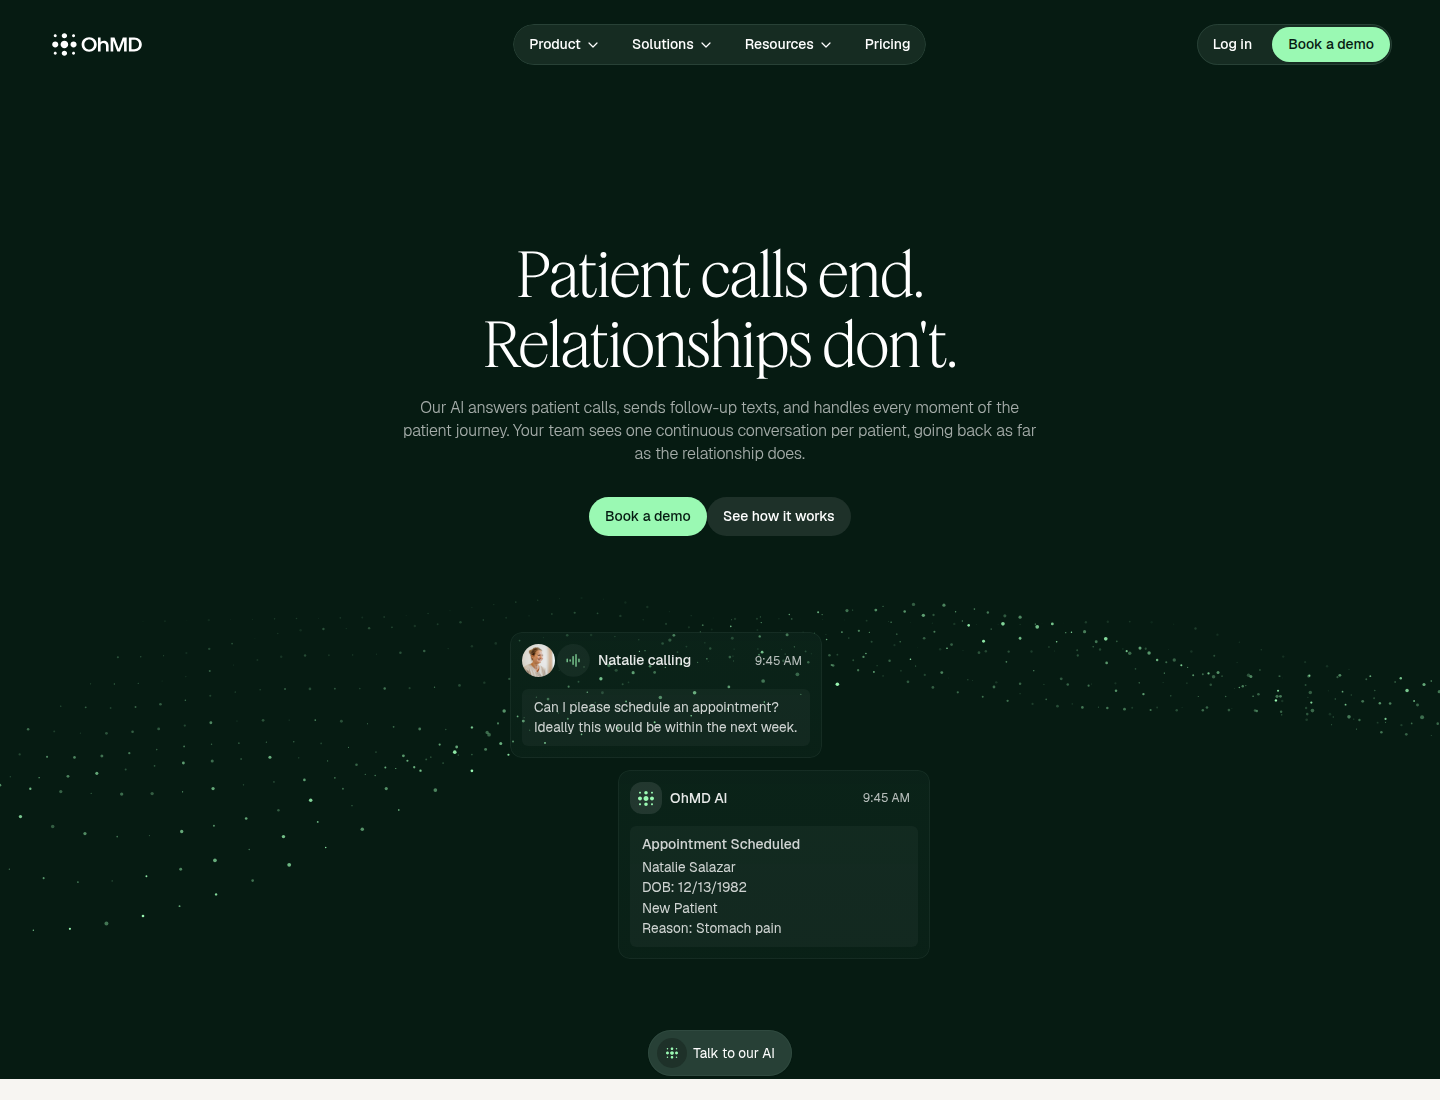 OhMD
Product
Solutions
Resources
Pricing
Log in
Book a demo
Patient calls end.
Relationships don't.
Our AI answers patient calls, sends follow-up texts, and handles every moment of the
patient journey. Your team sees one continuous conversation per patient, going back as far
as the relationship does.
Book a demo
See how it works
Natalie calling
9:45 AM
Can I please schedule an appointment?
Ideally this would be within the next week.
OhMD AI
9:45 AM
Appointment Scheduled
Natalie Salazar
DOB: 12/13/1982
New Patient
Reason: Stomach pain
Talk to our AI